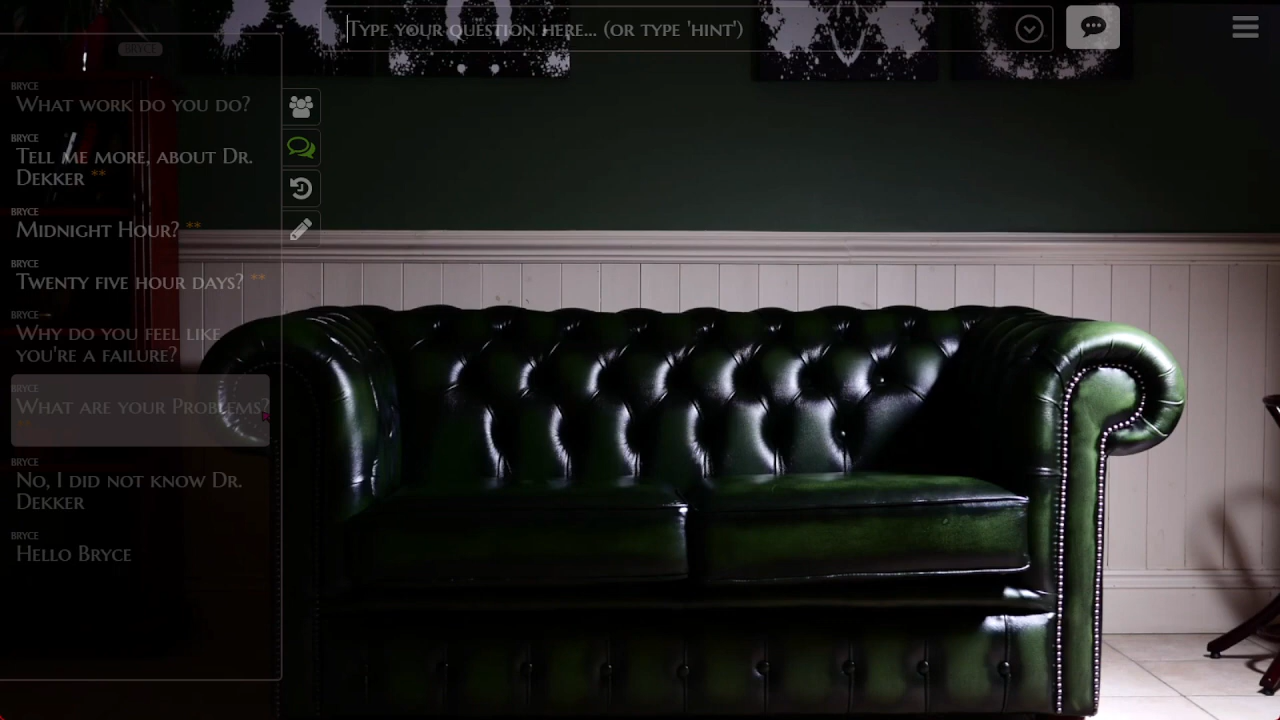 Type your question here... (or type 'hint')
BRYCE
BRYCE
What work do you do?
BRYCE
Tell me more, about Dr.
Dekker **
BRYCE
Midnight Hour? **
BRYCE
Twenty five hour days? **
BRYCE
Why do you feel like
you're a failure?
BRYCE
What are your Problems?
**
BRYCE
No, I did not know Dr.
Dekker
BRYCE
Hello Bryce